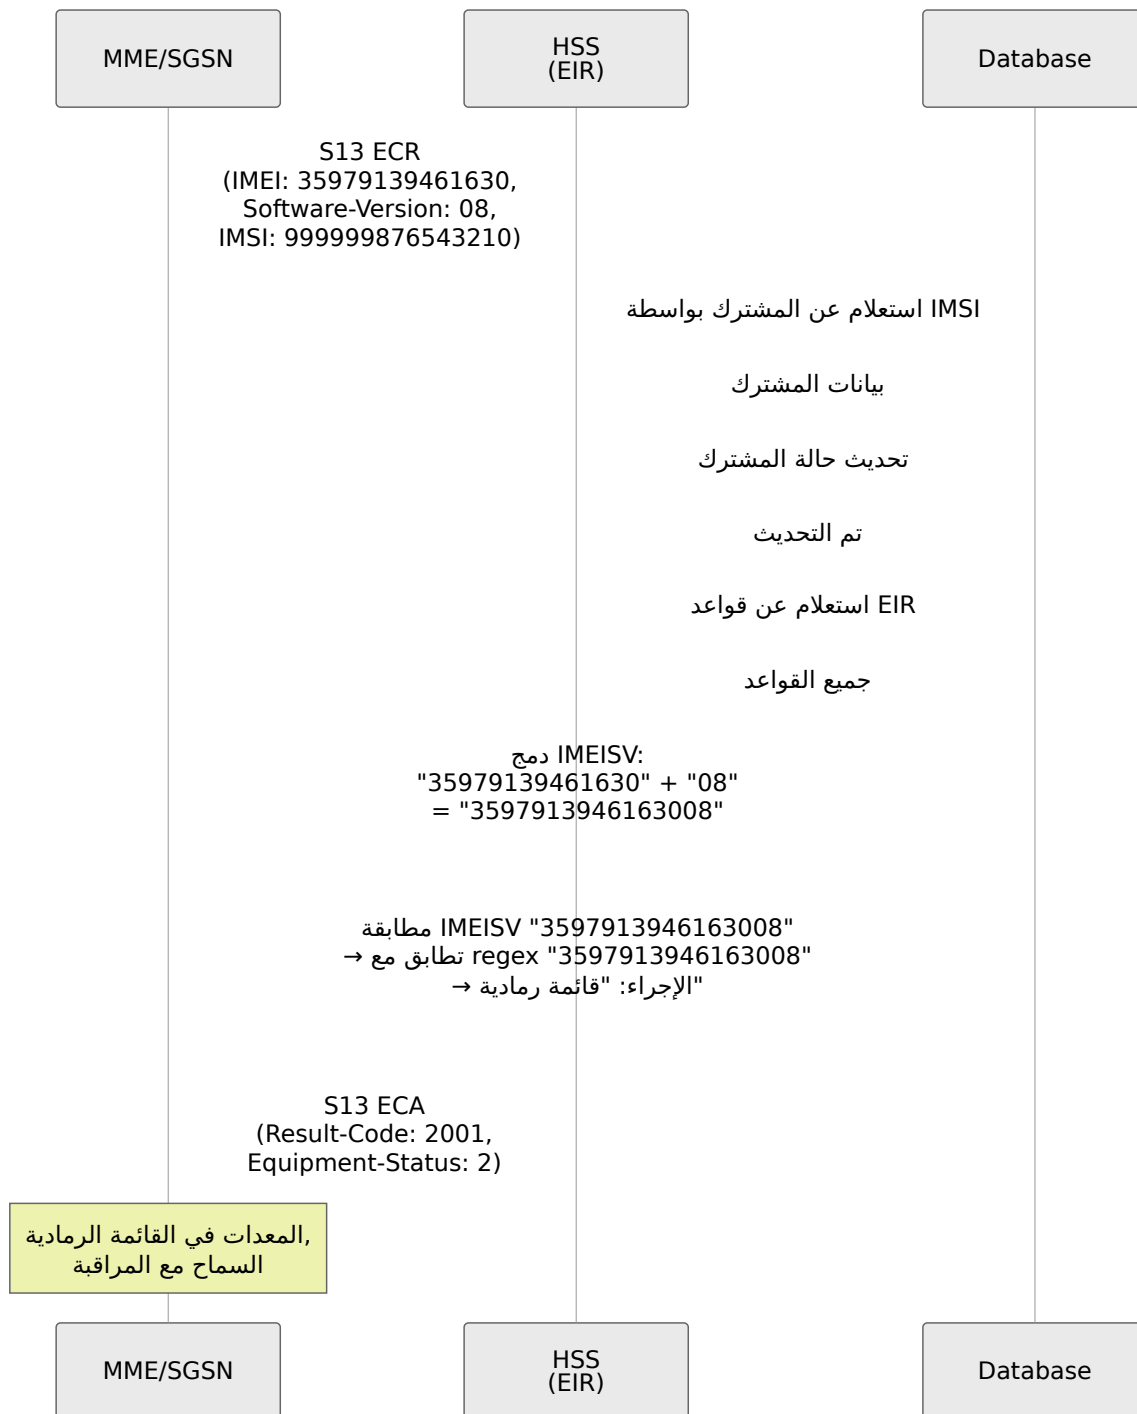 MME/SGSN
HSS
(EIR)
Database
S13 ECR
(IMEI: 35979139461630,
Software-Version: 08,
IMSI: 999999876543210)
استعلام عن المشترك بواسطة IMSI
بيانات المشترك
تحديث حالة المشترك
تم التحديث
استعلام عن قواعد EIR
جميع القواعد
دمج IMEISV:
"35979139461630" + "08"
= "3597913946163008"
مطابقة IMEISV "3597913946163008"
→ تطابق مع regex "3597913946163008"
→ الإجراء: "قائمة رمادية"
S13 ECA
(Result-Code: 2001,
Equipment-Status: 2)
المعدات في القائمة الرمادية,
السماح مع المراقبة
MME/SGSN
HSS
(EIR)
Database